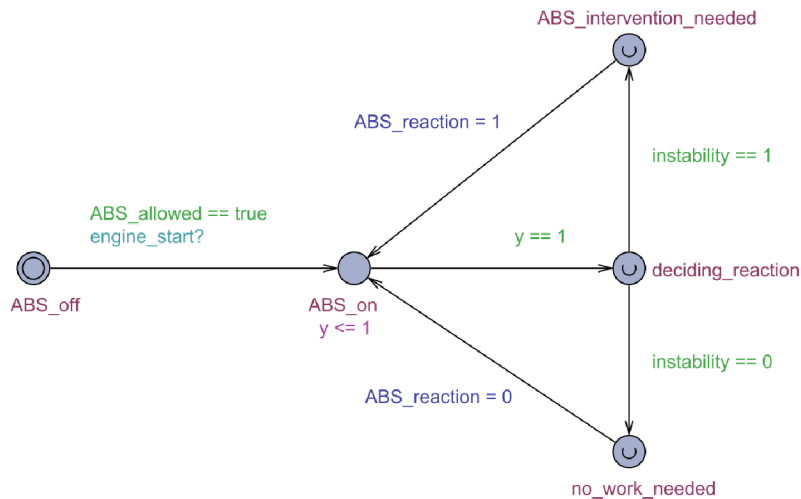 ABS_intervention_needed
ABS_reaction = 1
instability == 1
ABS_allowed == true
engine_start?
y == 1
deciding_reaction
ABS_off
ABS_on
y <= 1
instability == 0
ABS_reaction = 0
no_work_needed